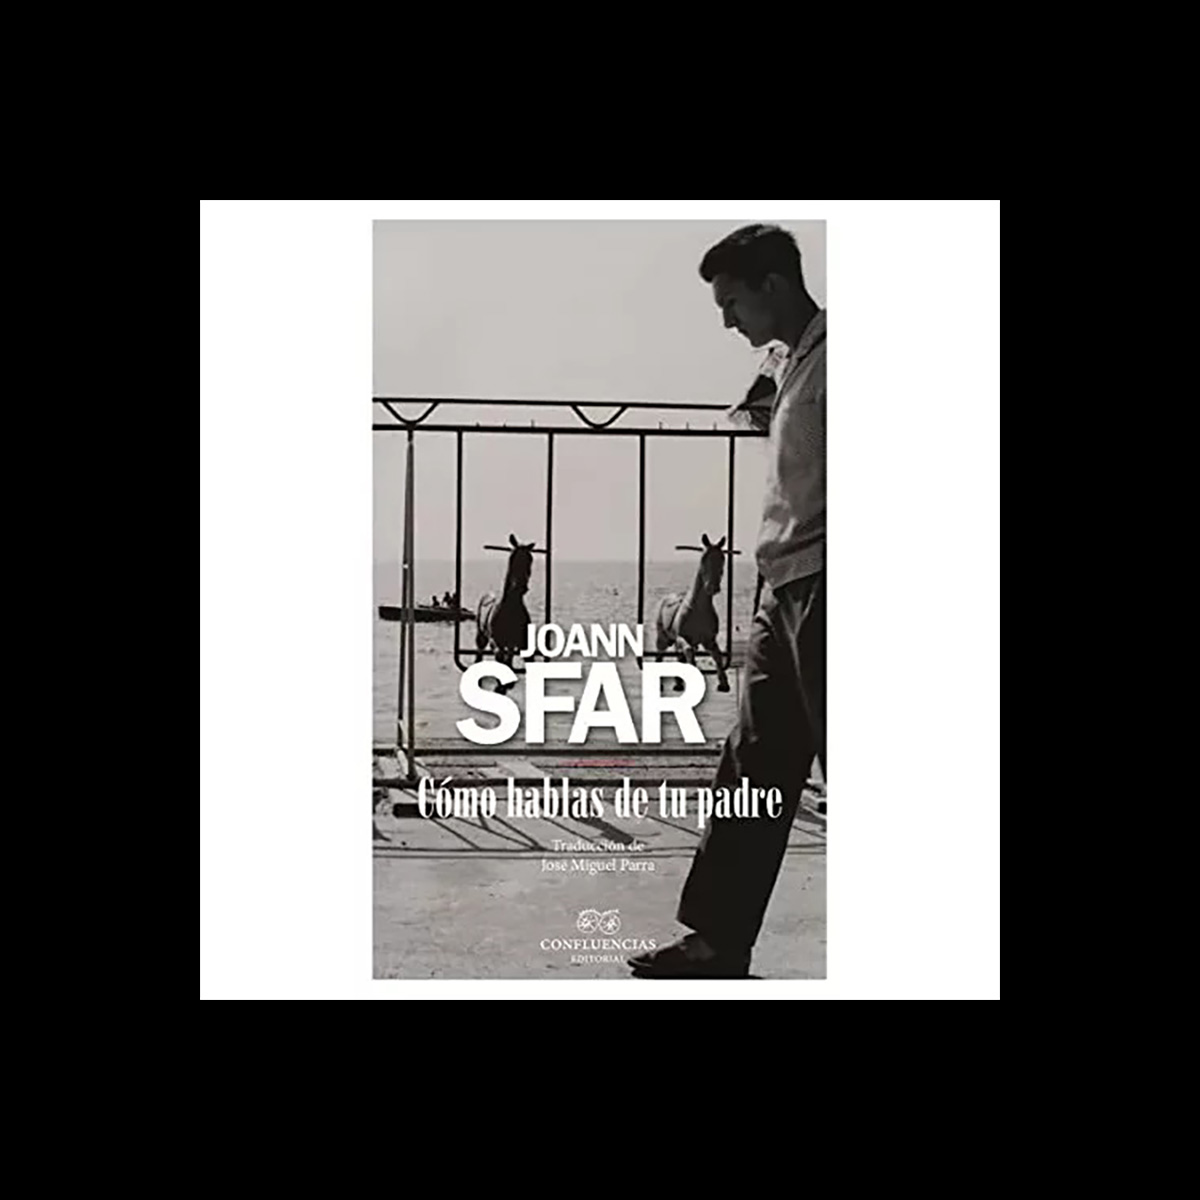 JOANN
SFAR
Cómo hablas de tu padre
Traducción de
José Miguel Parra
CONFLUENCIAS
EDITORIAL